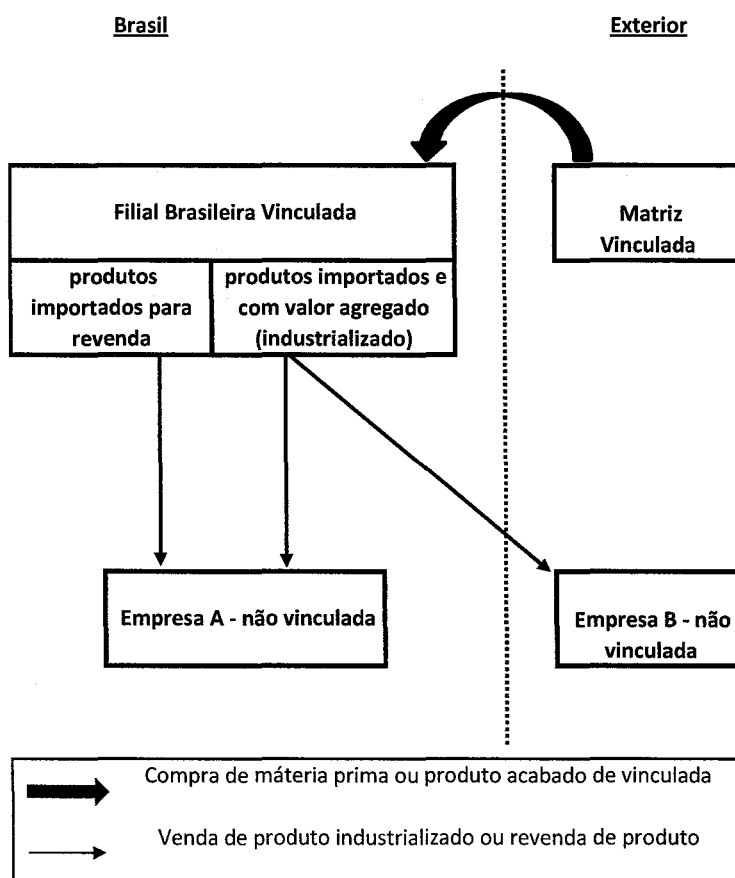 Brasil
Exterior
Filial Brasileira Vinculada
Matriz
Vinculada
produtos
importados para
revenda
produtos importados e
com valor agregado
(industrializado)
Empresa A - não vinculada
Empresa B - não
vinculada
Compra de máteria prima ou produto acabado de vinculada
Venda de produto industrializado ou revenda de produto